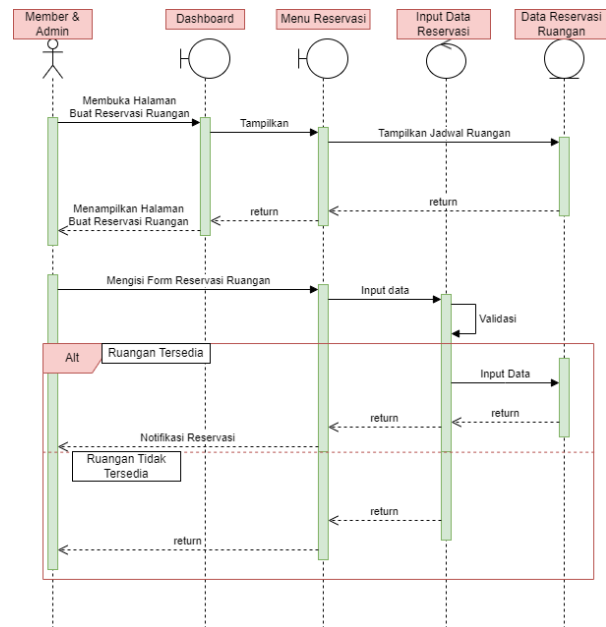 Member &
Admin
Dashboard
Menu Reservasi
Input Data
Reservasi
Data Reservasi
Ruangan
Membuka Halaman
Buat Reservasi Ruangan
Tampilkan
Tampilkan Jadwal Ruangan
return
return
Menampilkan Halaman
Buat Reservasi Ruangan
Mengisi Form Reservasi Ruangan
Input data
Validasi
Alt
Ruangan Tersedia
Input Data
return
return
Notifikasi Reservasi
Ruangan Tidak
Tersedia
return
return